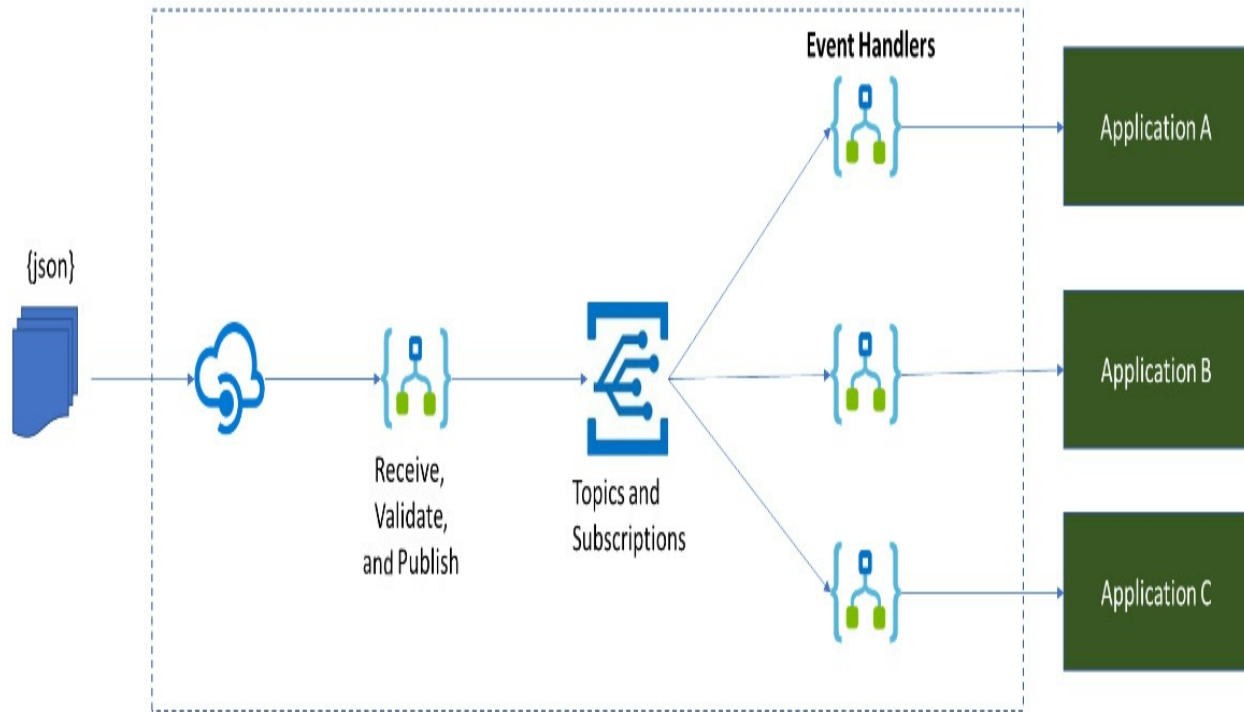 {json}
Receive,
Validate,
and Publish
Topics and
Subscriptions
Event Handlers
Application A
Application B
Application C